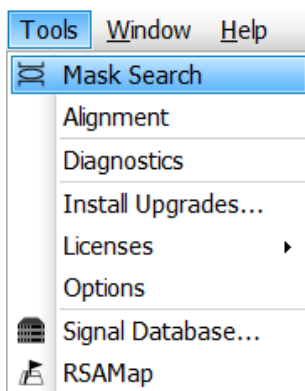 Tools Window Help
Mask Search
Alignment
Diagnostics
Install Upgrades...
Licenses
Options
Signal Database...
RSAMap